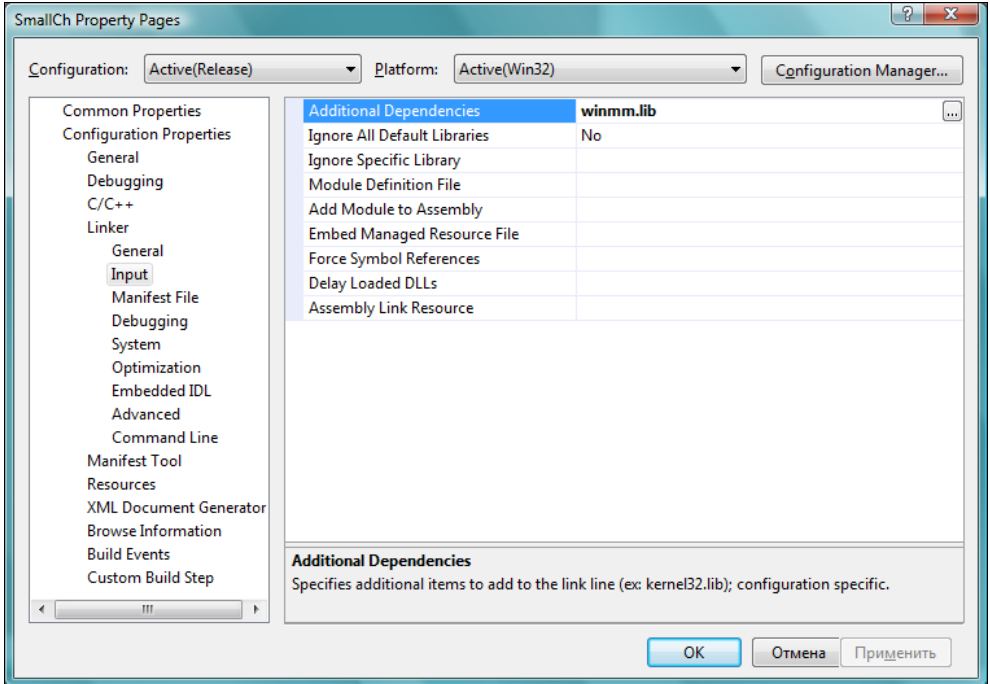 SmallCh Property Pages
Configuration: Active(Release) Platform: Active(Win32) Configuration Manager...
Common Properties
Configuration Properties
General
Debugging
C/C++
Linker
General
Input
Manifest File
Debugging
System
Optimization
Embedded IDL
Advanced
Command Line
Manifest Tool
Resources
XML Document Generator
Browse Information
Build Events
Custom Build Step
Additional Dependencies winmm.lib ...
Ignore All Default Libraries No
Ignore Specific Library
Module Definition File
Add Module to Assembly
Embed Managed Resource File
Force Symbol References
Delay Loaded DLLs
Assembly Link Resource
Additional Dependencies
Specifies additional items to add to the link line (ex: kernel32.lib); configuration specific.
OK Отмена Применить